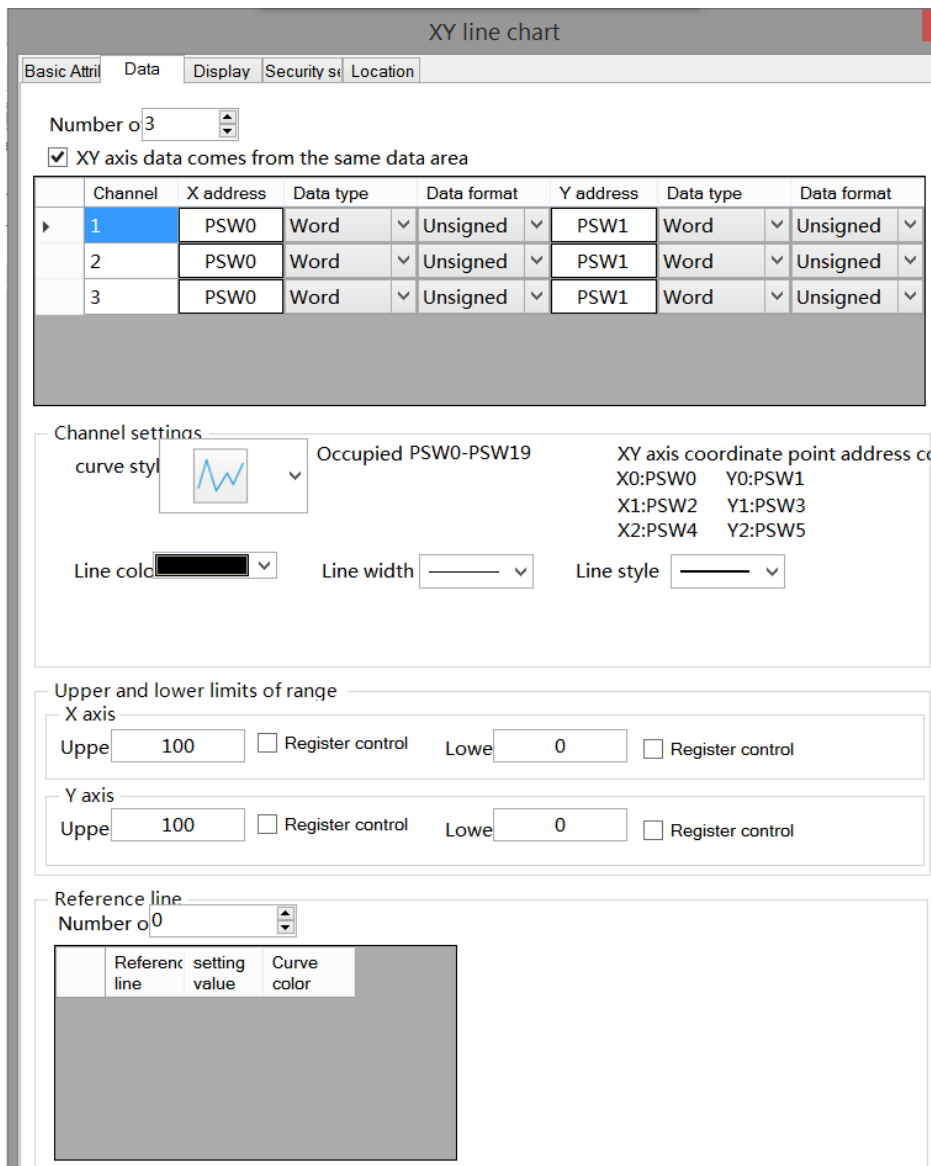 XY line chart
Basic Attril Data Display Security se Location
Number o 3
XY axis data comes from the same data area
Channel X address Data type Data format Y address Data type Data format
1 PSW0 Word Unsigned PSW1 Word Unsigned
2 PSW0 Word Unsigned PSW1 Word Unsigned
3 PSW0 Word Unsigned PSW1 Word Unsigned
Channel settings
curve styl Occupied PSW0-PSW19 XY axis coordinate point address co
X0:PSW0 Y0:PSW1
X1:PSW2 Y1:PSW3
X2:PSW4 Y2:PSW5
Line colo Line width Line style
Upper and lower limits of range
X axis
Uppe 100 Register control Lowe 0 Register control
Y axis
Uppe 100 Register control Lowe 0 Register control
Reference line
Number o 0
Referenc setting Curve
line value color